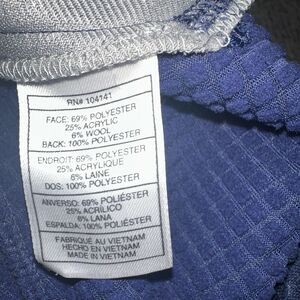 RN# 104141
FACE: 69% POLYESTER
25% ACRYLIC
6% WOOL
BACK: 100% POLYESTER
ENDROIT: 69% POLYESTER
25% ACRYLIQUE
6% LAINE
DOS: 100% POLYESTER
ANVERSO: 69% POLIÉSTER
25% ACRÍLICO
6% LANA
ESPALDA: 100% POLIÉSTER
FABRIQUÉ AU VIETNAM
HECHO EN VIETNAM
MADE IN VIETNAM